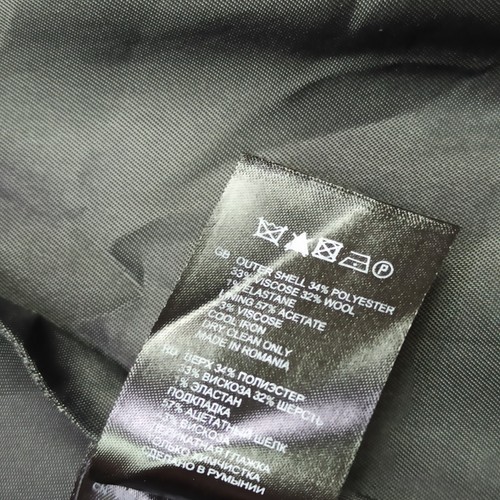 GB OUTER SHELL 34% POLYESTER
33% VISCOSE 32% WOOL
1% ELASTANE
LINING 57% ACETATE
43% VISCOSE
COOL IRON
DRY CLEAN ONLY
MADE IN ROMANIA
RU ВЕРХ 34% ПОЛИЭСТЕР
33% ВИСКОЗА 32% ШЕРСТЬ
1% ЭЛАСТАН
ПОДКЛАДКА
57% АЦЕТАТНЫЙ ШЕЛК
43% ВИСКОЗА
ГЛАЖКА
ТОЛЬКО ХИМЧИСТКА
СДЕЛАНО В РУМЫНИИ